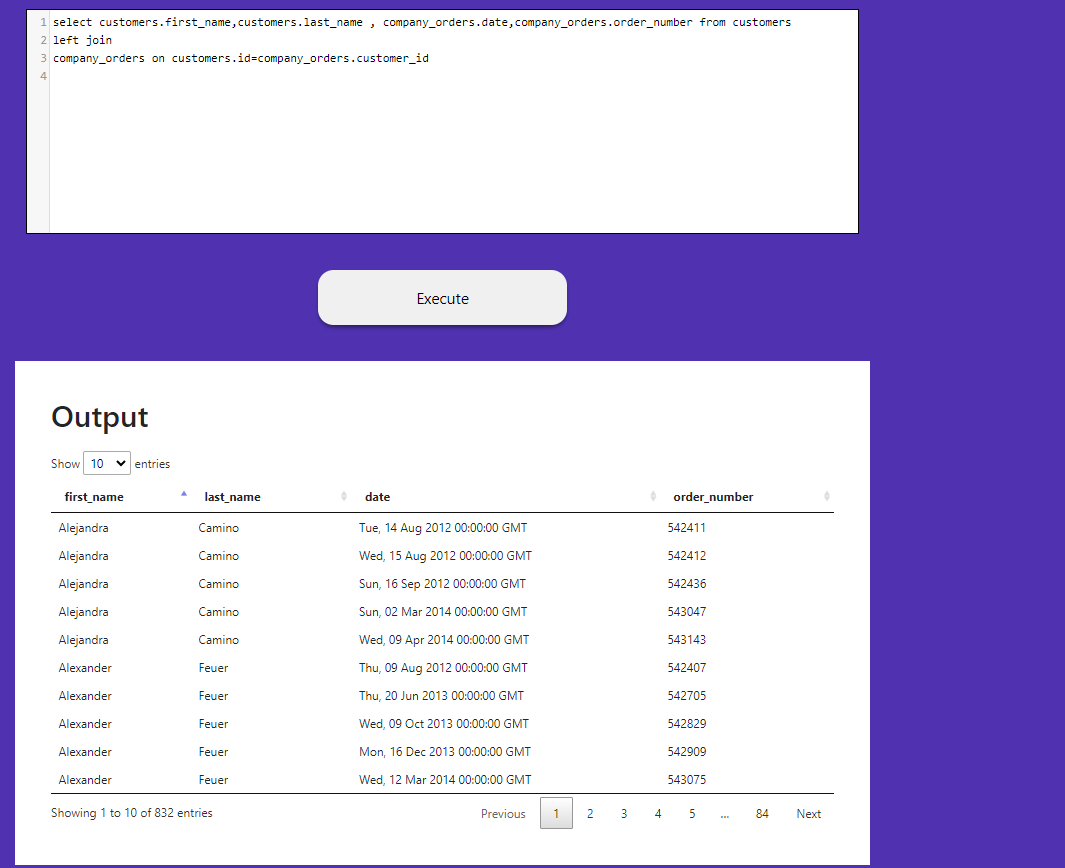 1 select customers.first_name,customers.last_name , company_orders.date,company_orders.order_number from customers
2 left join
3 company_orders on customers.id=company_orders.customer_id
4
Execute
Output
Show 10 entries
first_name last_name date order_number
Alejandra Camino Tue, 14 Aug 2012 00:00:00 GMT 542411
Alejandra Camino Wed, 15 Aug 2012 00:00:00 GMT 542412
Alejandra Camino Sun, 16 Sep 2012 00:00:00 GMT 542436
Alejandra Camino Sun, 02 Mar 2014 00:00:00 GMT 543047
Alejandra Camino Wed, 09 Apr 2014 00:00:00 GMT 543143
Alexander Feuer Thu, 09 Aug 2012 00:00:00 GMT 542407
Alexander Feuer Thu, 20 Jun 2013 00:00:00 GMT 542705
Alexander Feuer Wed, 09 Oct 2013 00:00:00 GMT 542829
Alexander Feuer Mon, 16 Dec 2013 00:00:00 GMT 542909
Alexander Feuer Wed, 12 Mar 2014 00:00:00 GMT 543075
Showing 1 to 10 of 832 entries Previous 1 2 3 4 5 ... 84 Next